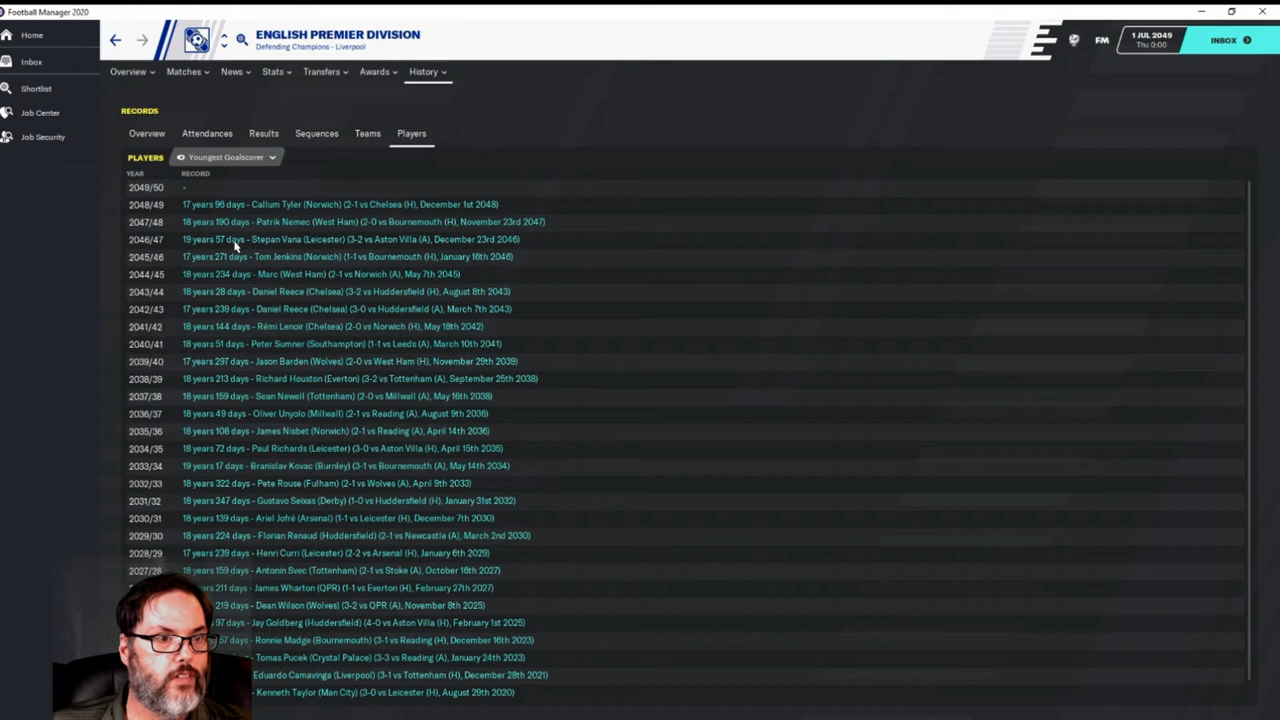 Football Manager 2020
Home
Inbox
Shortlist
Job Center
Job Security
ENGLISH PREMIER DIVISION
Defending Champions - Liverpool
FM
1 JUL 2049
Thu 0:00
INBOX
Overview Matches News Stats Transfers Awards History
RECORDS
Overview Attendances Results Sequences Teams Players
PLAYERS Youngest Goalscorer
YEAR RECORD
2049/50 -
2048/49 17 years 96 days - Callum Tyler (Norwich) (2-1 vs Chelsea (H), December 1st 2048)
2047/48 18 years 190 days - Patrik Nemec (West Ham) (2-0 vs Bournemouth (H), November 23rd 2047)
2046/47 19 years 57 days - Stepan Vana (Leicester) (3-2 vs Aston Villa (A), December 23rd 2046)
2045/46 17 years 271 days - Tom Jenkins (Norwich) (1-1 vs Bournemouth (H), January 16th 2046)
2044/45 18 years 234 days - Marc (West Ham) (2-1 vs Norwich (A), May 7th 2045)
2043/44 18 years 28 days - Daniel Reece (Chelsea) (3-2 vs Huddersfield (H), August 8th 2043)
2042/43 17 years 239 days - Daniel Reece (Chelsea) (3-0 vs Huddersfield (A), March 7th 2043)
2041/42 18 years 144 days - Rémi Lenoir (Chelsea) (2-0 vs Norwich (H), May 18th 2042)
2040/41 18 years 51 days - Peter Sumner (Southampton) (1-1 vs Leeds (A), March 10th 2041)
2039/40 17 years 297 days - Jason Barden (Wolves) (2-0 vs West Ham (H), November 29th 2039)
2038/39 18 years 213 days - Richard Houston (Everton) (3-2 vs Tottenham (A), September 25th 2038)
2037/38 18 years 159 days - Sean Newell (Tottenham) (2-0 vs Millwall (A), May 16th 2038)
2036/37 18 years 49 days - Oliver Unyolo (Millwall) (2-1 vs Reading (A), August 9th 2036)
2035/36 18 years 108 days - James Nisbet (Norwich) (2-1 vs Reading (A), April 14th 2036)
2034/35 18 years 72 days - Paul Richards (Leicester) (3-0 vs Aston Villa (H), April 15th 2035)
2033/34 19 years 17 days - Branislav Kovac (Burnley) (3-1 vs Bournemouth (A), May 14th 2034)
2032/33 18 years 322 days - Pete Rouse (Fulham) (2-1 vs Wolves (A), April 9th 2033)
2031/32 18 years 247 days - Gustavo Seixas (Derby) (1-0 vs Huddersfield (H), January 31st 2032)
2030/31 18 years 139 days - Ariel Jofré (Arsenal) (1-1 vs Leicester (H), December 7th 2030)
2029/30 18 years 224 days - Florian Renaud (Huddersfield) (2-1 vs Newcastle (A), March 2nd 2030)
2028/29 17 years 239 days - Henri Curri (Leicester) (2-2 vs Arsenal (H), January 6th 2029)
2027/28 18 years 159 days - Antonin Svec (Tottenham) (2-1 vs Stoke (A), October 16th 2027)
211 days - James Wharton (QPR) (1-1 vs Everton (H), February 27th 2027)
219 days - Dean Wilson (Wolves) (3-2 vs QPR (A), November 8th 2025)
97 days - Jay Goldberg (Huddersfield) (4-0 vs Aston Villa (H), February 1st 2025)
days - Ronnie Madge (Bournemouth) (3-1 vs Reading (H), December 16th 2023)
- Tomas Pucek (Crystal Palace) (3-3 vs Reading (A), January 24th 2023)
Eduardo Camavinga (Liverpool) (3-1 vs Tottenham (H), December 28th 2021)
- Kenneth Taylor (Man City) (3-0 vs Leicester (H), August 29th 2020)